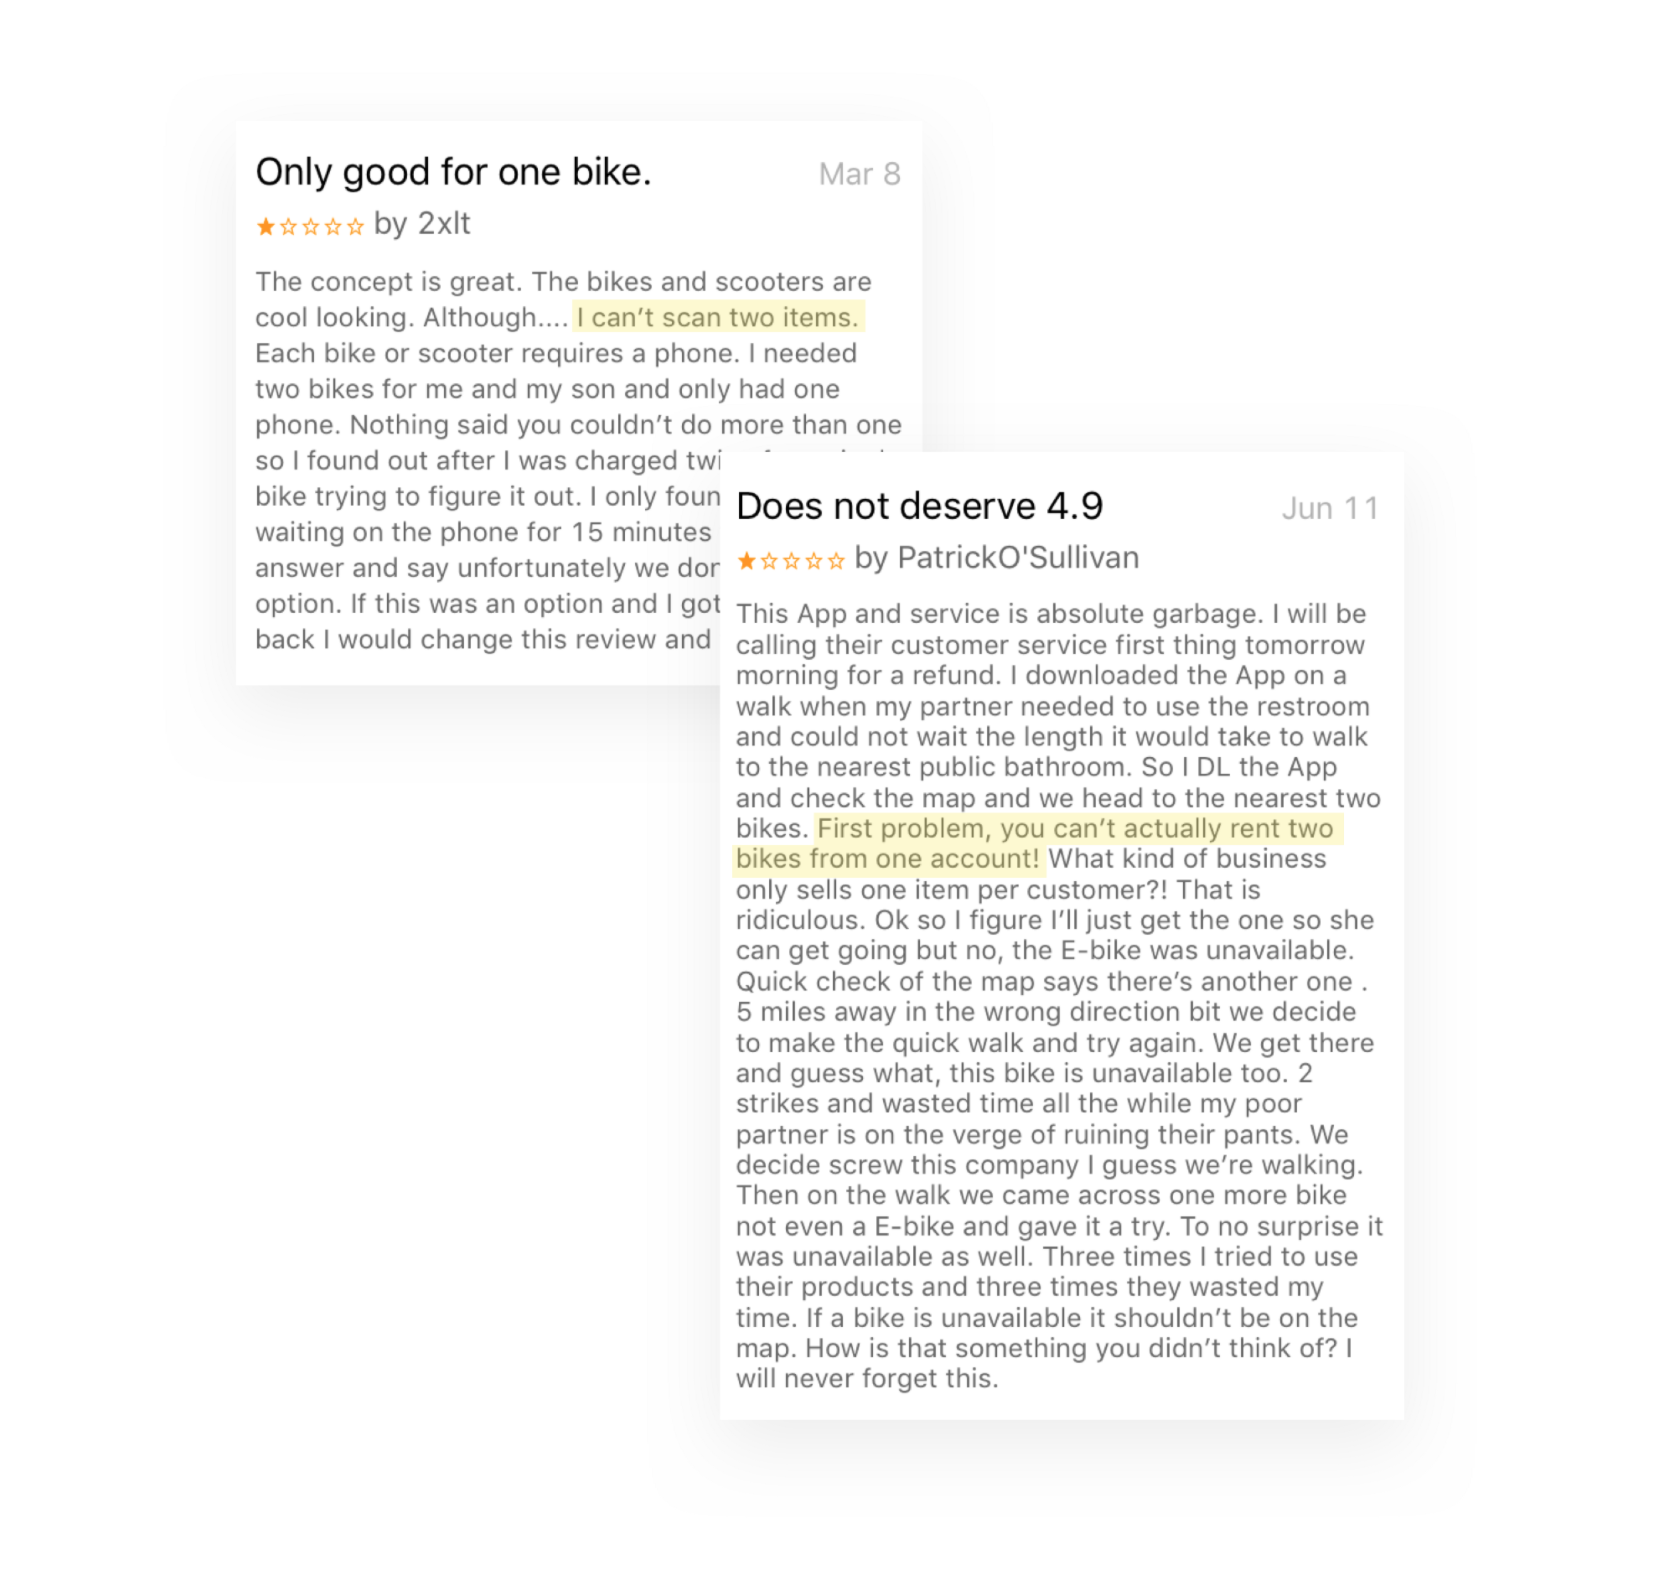 Only good for one bike.
Mar 8
by 2xlt
The concept is great. The bikes and scooters are
cool looking. Although.... I can't scan two items.
Each bike or scooter requires a phone. I needed
two bikes for me and my son and only had one
phone. Nothing said you couldn't do more than one
so I found out after I was charged
bike trying to figure it out. I only
waiting on the phone for 15 minutes
answer and say unfortunately we
option. If this was an option and I got
back I would change this review and
Does not deserve 4.9
Jun 11
by PatrickO'Sullivan
This App and service is absolute garbage. I will be
calling their customer service first thing tomorrow
morning for a refund. I downloaded the App on a
walk when my partner needed to use the restroom
and could not wait the length it would take to walk
to the nearest public bathroom. So I DL the App
and check the map and we head to the nearest two
bikes. First problem, you can't actually rent two
bikes from one account! What kind of business
only sells one item per customer?! That is
ridiculous. Ok so I figure I'll just get the one so she
can get going but no, the E-bike was unavailable.
Quick check of the map says there's another one .
5 miles away in the wrong direction bit we decide
to make the quick walk and try again. We get there
and guess what, this bike is unavailable too. 2
strikes and wasted time all the while my poor
partner is on the verge of ruining their pants. We
decide screw this company I guess we're walking.
Then on the walk we came across one more bike
not even a E-bike and gave it a try. To no surprise it
was unavailable as well. Three times I tried to use
their products and three times they wasted my
time. If a bike is unavailable it shouldn't be on the
map. How is that something you didn't think of? I
will never forget this.